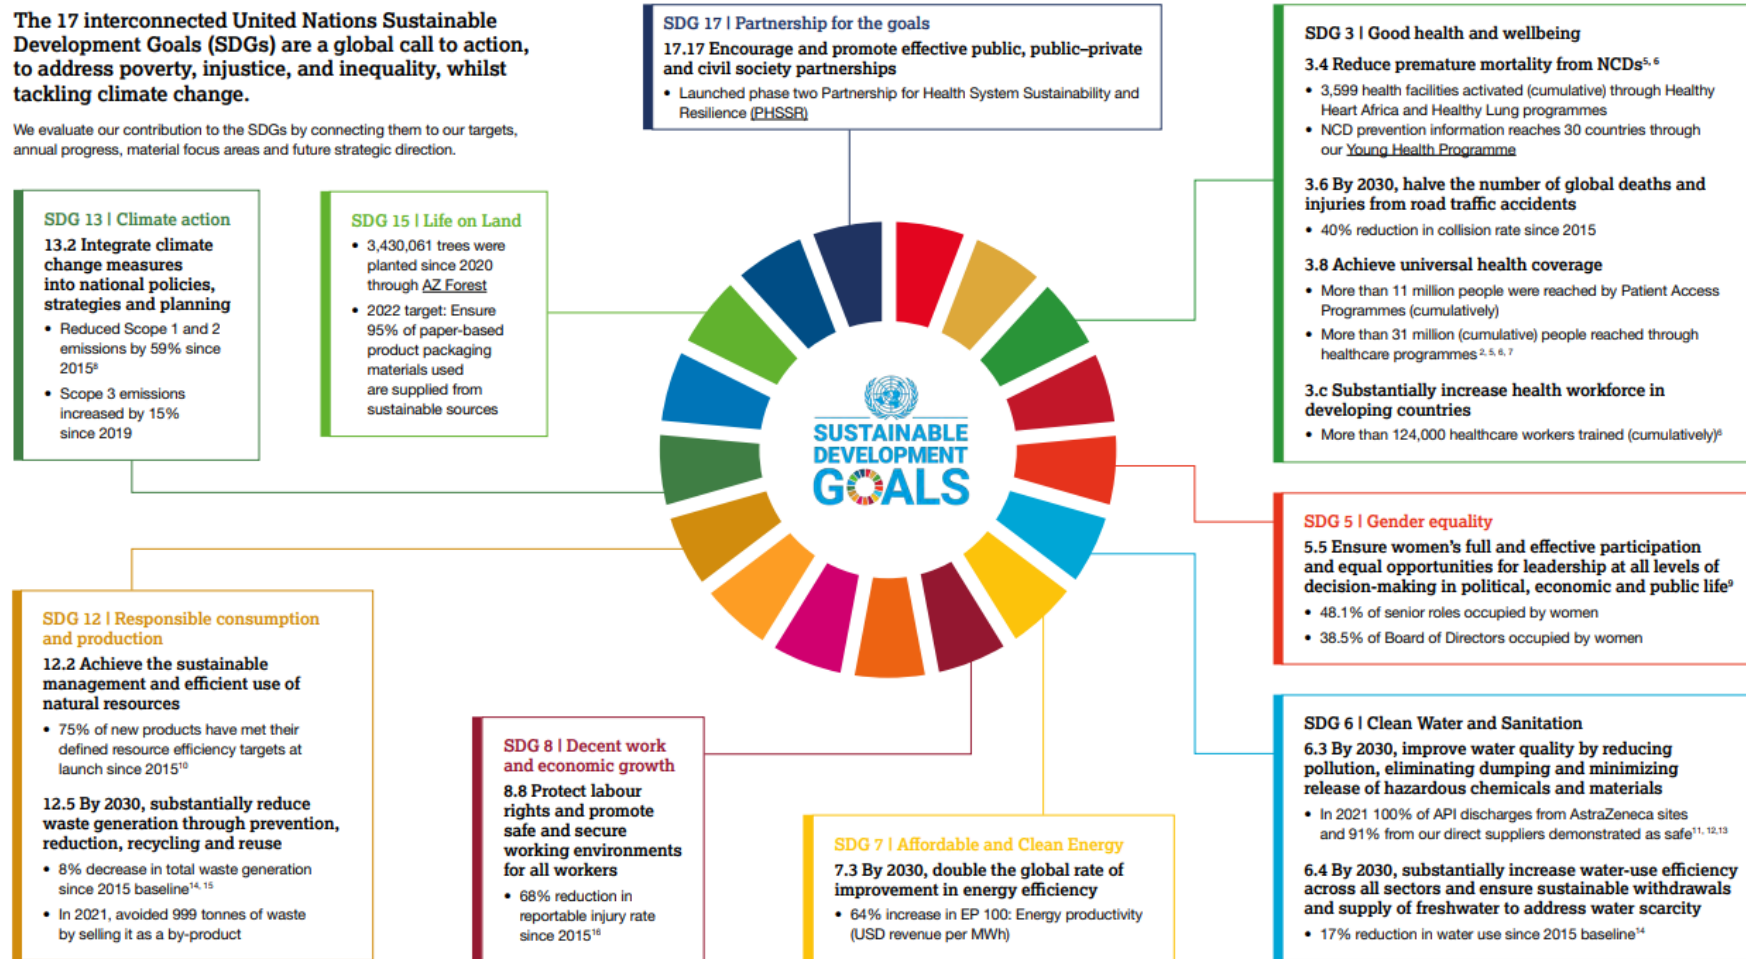 The 17 interconnected United Nations Sustainable
Development Goals (SDGs) are a global call to action,
to address poverty, injustice, and inequality, whilst
tackling climate change.
We evaluate our contribution to the SDGs by connecting them to our targets,
annual progress, material focus areas and future strategic direction.
SDG 17 | Partnership for the goals
17.17 Encourage and promote effective public, public–private
and civil society partnerships
• Launched phase two Partnership for Health System Sustainability and
Resilience (PHSSR)
SDG 3 | Good health and wellbeing
3.4 Reduce premature mortality from NCDs5, 6
• 3,599 health facilities activated (cumulative) through Healthy
Heart Africa and Healthy Lung programmes
• NCD prevention information reaches 30 countries through
our Young Health Programme
3.6 By 2030, halve the number of global deaths and
injuries from road traffic accidents
• 40% reduction in collision rate since 2015
3.8 Achieve universal health coverage
• More than 11 million people were reached by Patient Access
Programmes (cumulatively)
• More than 31 million (cumulative) people reached through
healthcare programmes 2, 5, 6, 7
3.c Substantially increase health workforce in
developing countries
• More than 124,000 healthcare workers trained (cumulatively)6
SDG 13 | Climate action
13.2 Integrate climate
change measures
into national policies,
strategies and planning
• Reduced Scope 1 and 2
emissions by 59% since
20158
• Scope 3 emissions
increased by 15%
since 2019
SDG 15 | Life on Land
• 3,430,061 trees were
planted since 2020
through AZ Forest
• 2022 target: Ensure
95% of paper-based
product packaging
materials used
are supplied from
sustainable sources
SUSTAINABLE
DEVELOPMENT
GOALS
SDG 5 | Gender equality
5.5 Ensure women's full and effective participation
and equal opportunities for leadership at all levels of
decision-making in political, economic and public life9
• 48.1% of senior roles occupied by women
• 38.5% of Board of Directors occupied by women
SDG 12 | Responsible consumption
and production
12.2 Achieve the sustainable
management and efficient use of
natural resources
• 75% of new products have met their
defined resource efficiency targets at
launch since 201510
12.5 By 2030, substantially reduce
waste generation through prevention,
reduction, recycling and reuse
• 8% decrease in total waste generation
since 2015 baseline14, 15
• In 2021, avoided 999 tonnes of waste
by selling it as a by-product
SDG 8 | Decent work
and economic growth
8.8 Protect labour
rights and promote
safe and secure
working environments
for all workers
• 68% reduction in
reportable injury rate
since 201516
SDG 7 | Affordable and Clean Energy
7.3 By 2030, double the global rate of
improvement in energy efficiency
• 64% increase in EP 100: Energy productivity
(USD revenue per MWh)
SDG 6 | Clean Water and Sanitation
6.3 By 2030, improve water quality by reducing
pollution, eliminating dumping and minimizing
release of hazardous chemicals and materials
• In 2021 100% of API discharges from AstraZeneca sites
and 91% from our direct suppliers demonstrated as safe11, 12,13
6.4 By 2030, substantially increase water-use efficiency
across all sectors and ensure sustainable withdrawals
and supply of freshwater to address water scarcity
• 17% reduction in water use since 2015 baseline14